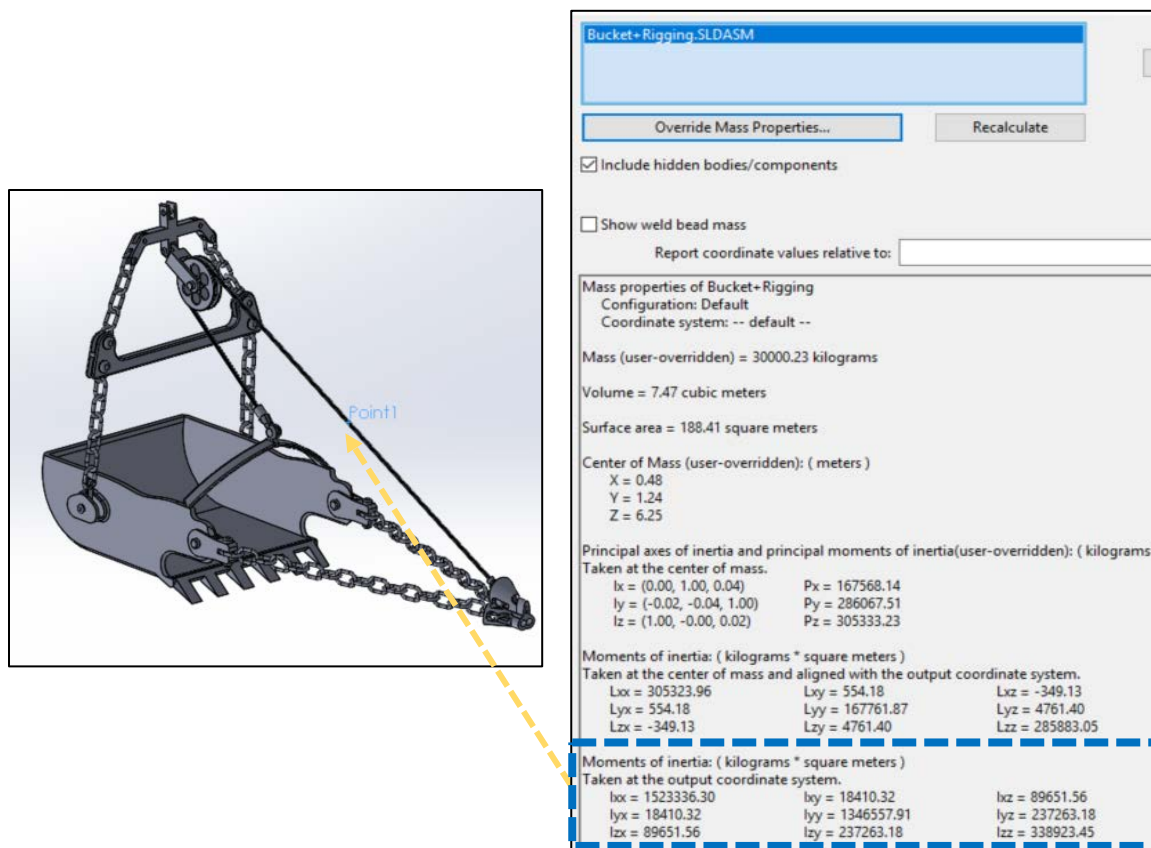 Bucket+Rigging.SLDASM
Override Mass Properties... Recalculate
Include hidden bodies/components
Show weld bead mass
Report coordinate values relative to:
Mass properties of Bucket+Rigging
Configuration: Default
Coordinate system: -- default --
Mass (user-overridden) = 30000.23 kilograms
Volume = 7.47 cubic meters
Surface area = 188.41 square meters
Center of Mass (user-overridden): ( meters )
X = 0.48
Y = 1.24
Z = 6.25
Principal axes of inertia and principal moments of inertia(user-overridden): ( kilograms
Taken at the center of mass.
Ix = (0.00, 1.00, 0.04) Px = 167568.14
Iy = (-0.02, -0.04, 1.00) Py = 286067.51
Iz = (1.00, -0.00, 0.02) Pz = 305333.23
Moments of inertia: ( kilograms * square meters )
Taken at the center of mass and aligned with the output coordinate system.
Lxx = 305323.96 Lxy = 554.18 Lxz = -349.13
Lyx = 554.18 Lyy = 167761.87 Lyz = 4761.40
Lzx = -349.13 Lzy = 4761.40 Lzz = 285883.05
Moments of inertia: ( kilograms * square meters )
Taken at the output coordinate system.
Ixx = 1523336.30 Ixy = 18410.32 Ixz = 89651.56
Iyx = 18410.32 Iyy = 1346557.91 Iyz = 237263.18
Izx = 89651.56 Izy = 237263.18 Izz = 338923.45
Point1